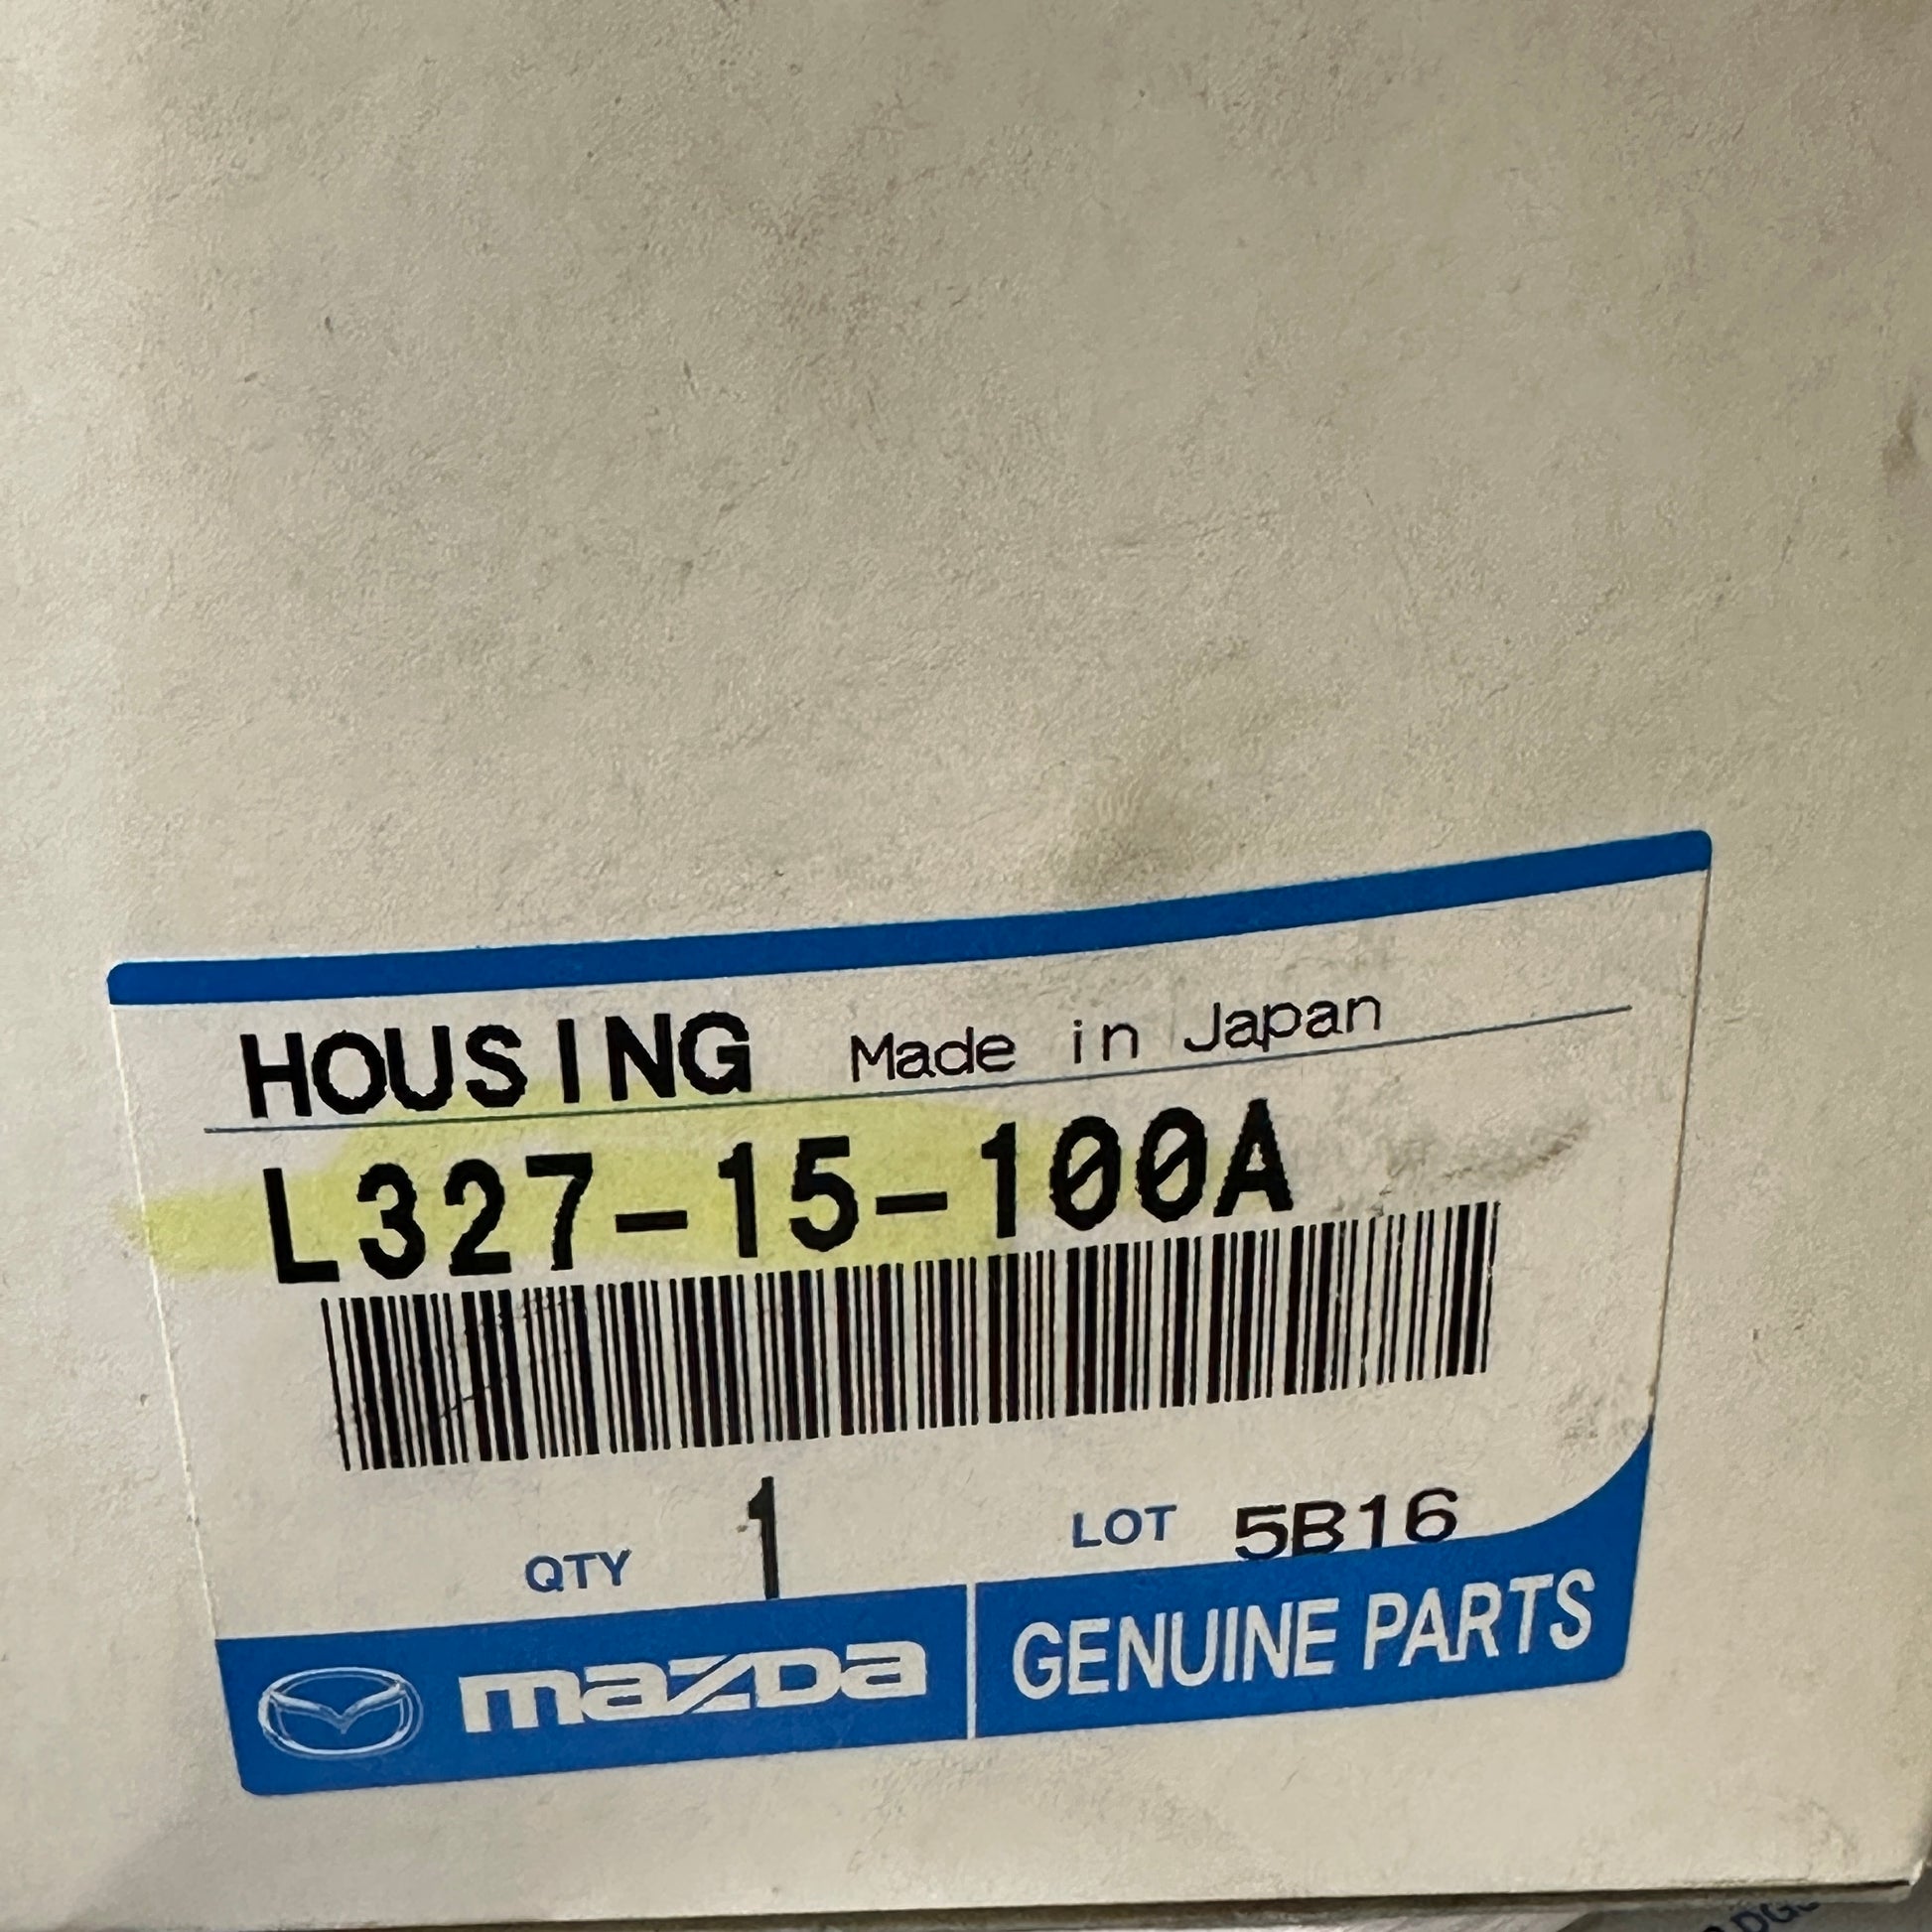 HOUSING Made in Japan
L327-15-100A
QTY 1 LOT 5B16
mazda GENUINE PARTS